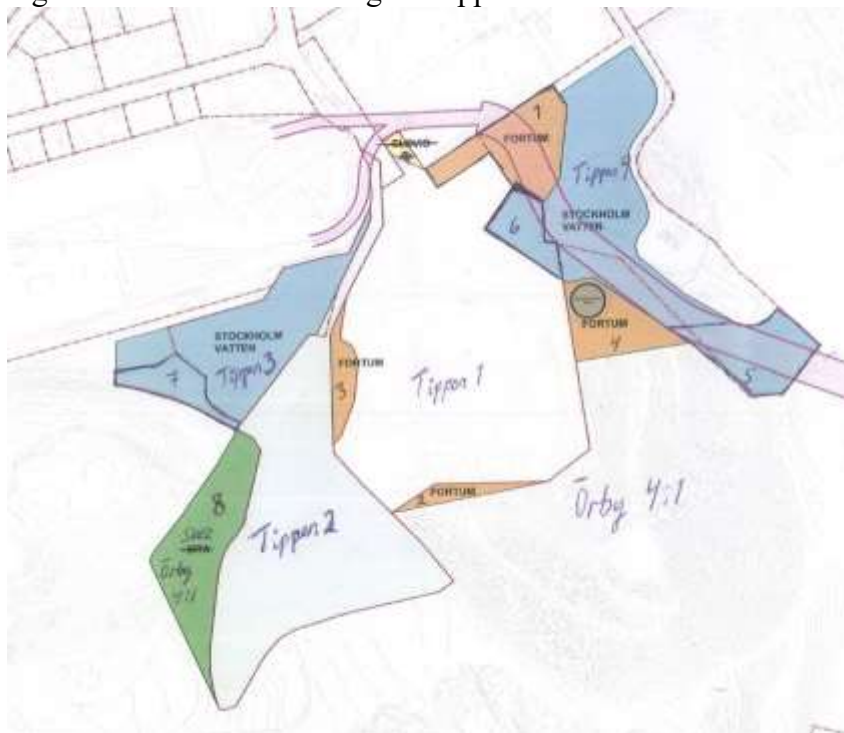 1
FORTUM
Tippen 4
STOCKHOLM
VATTEN
6
FORTUM
4
5
STOCKHOLM
VATTEN
Tippen 3
7
FORTUM
3
Tippen 1
FORTUM
Örby 4:1
8
Örby
4:1
Tippen 2